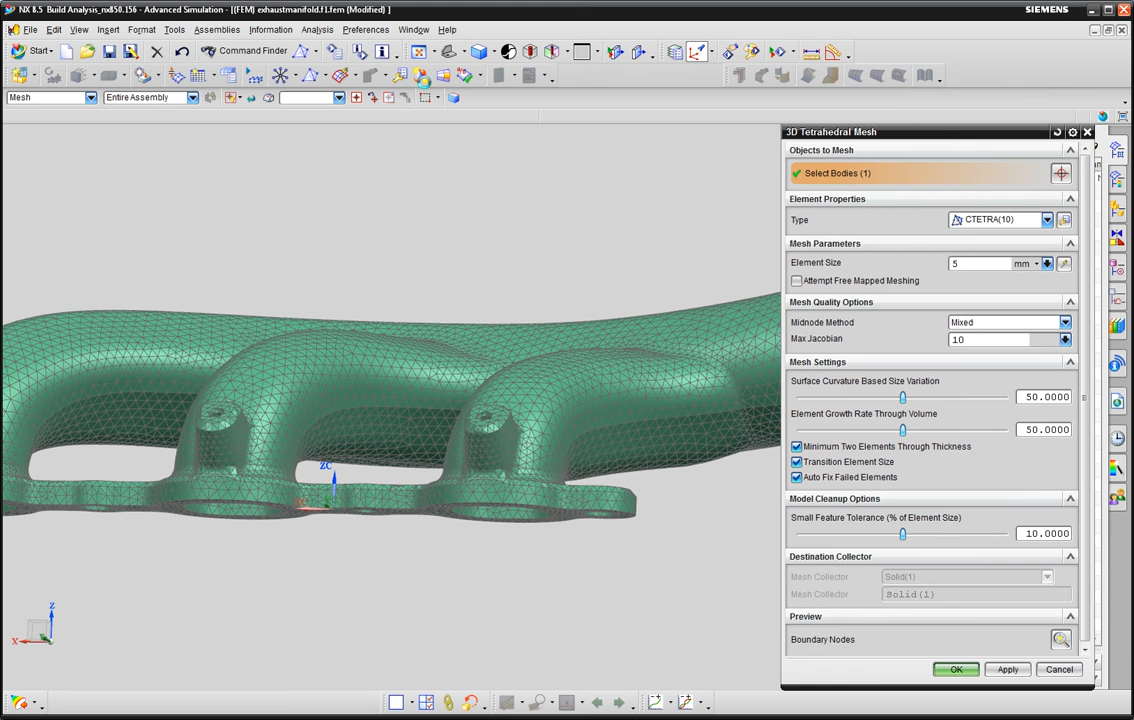 NX 8.5 Build Analysis_nx850.156 - Advanced Simulation - [(FEM) exhaustmanifold.f1.fem (Modified) ]
SIEMENS
File Edit View Insert Format Tools Assemblies Information Analysis Preferences Window Help
Start
Command Finder
Mesh
Entire Assembly
3D Tetrahedral Mesh
Objects to Mesh
Select Bodies (1)
Element Properties
Type CTETRA(10)
Mesh Parameters
Element Size 5 mm
Attempt Free Mapped Meshing
Mesh Quality Options
Midnode Method Mixed
Max Jacobian 10
Mesh Settings
Surface Curvature Based Size Variation
50.0000
Element Growth Rate Through Volume
50.0000
Minimum Two Elements Through Thickness
Transition Element Size
Auto Fix Failed Elements
Model Cleanup Options
Small Feature Tolerance (% of Element Size)
10.0000
Destination Collector
Mesh Collector Solid(1)
Mesh Collector Solid(1)
Preview
Boundary Nodes
OK Apply Cancel
ZC
Z
X